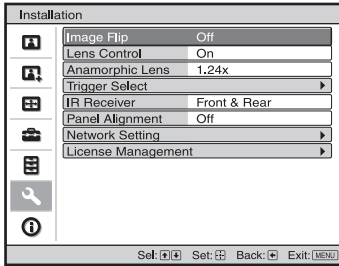 Installation
Image Flip Off
Lens Control On
Anamorphic Lens 1.24x
Trigger Select
IR Receiver Front & Rear
Panel Alignment Off
Network Setting
License Management
Sel: Set: Back: Exit: MENU